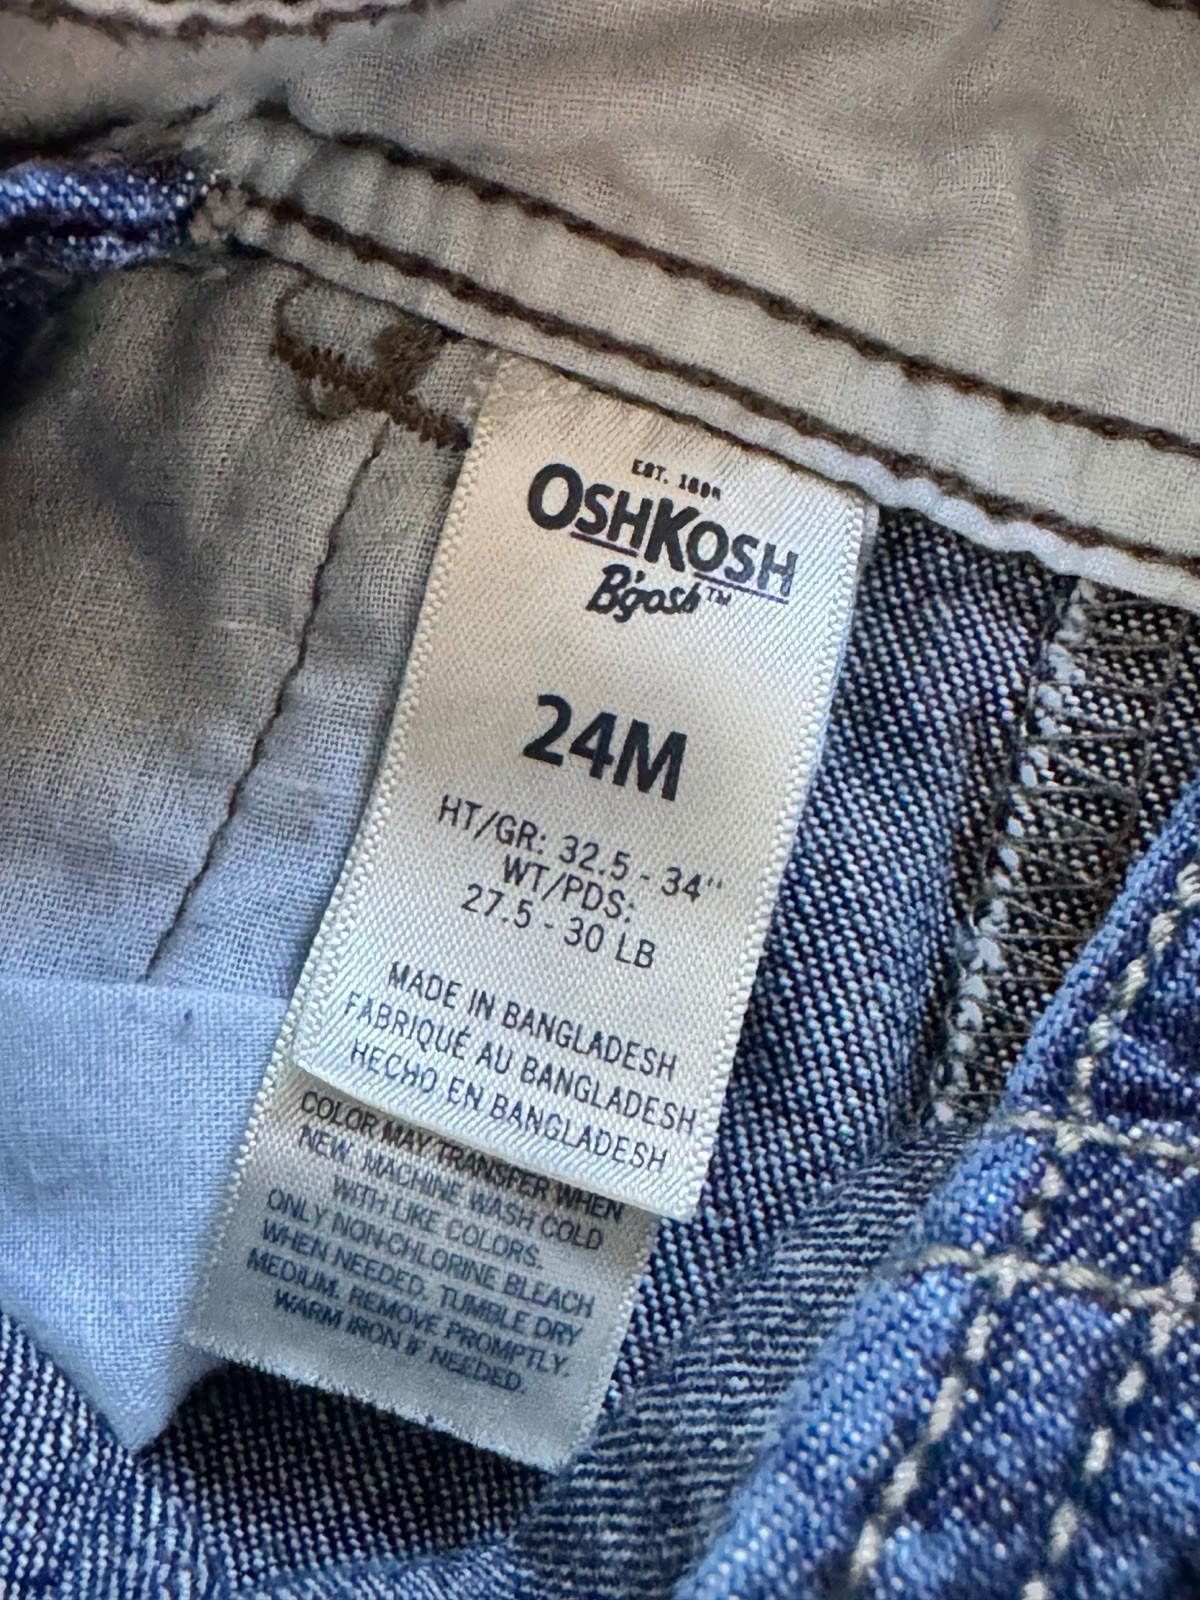 EST. 1895
OSHKOSH
B'gosh™
24M
HT/GR: 32.5 - 34"
WT/PDS:
27.5 - 30 LB
MADE IN BANGLADESH
FABRIQUÉ AU BANGLADESH
HECHO EN BANGLADESH
COLOR MAY TRANSFER WHEN
NEW. MACHINE WASH COLD
WITH LIKE COLORS.
ONLY NON-CHLORINE BLEACH
WHEN NEEDED. TUMBLE DRY
MEDIUM. REMOVE PROMPTLY.
WARM IRON IF NEEDED.